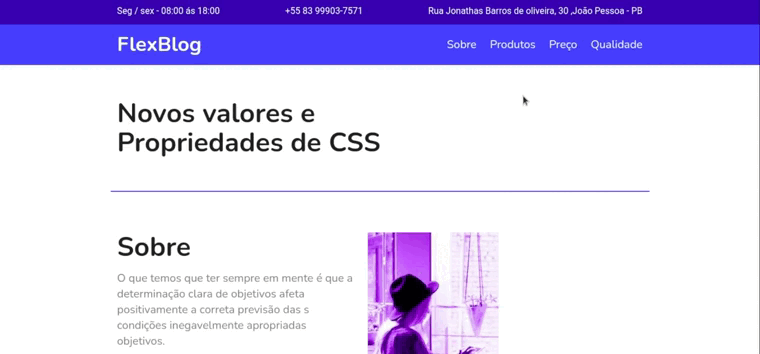 Seg / sex - 08:00 ás 18:00 +55 83 99903-7571 Rua Jonathas Barros de oliveira, 30 ,João Pessoa - PB
FlexBlog Sobre Produtos Preço Qualidade
Novos valores e
Propriedades de CSS
Sobre
O que temos que ter sempre em mente é que a
determinação clara de objetivos afeta
positivamente a correta previsão das s
condições inegavelmente apropriadas
objetivos.